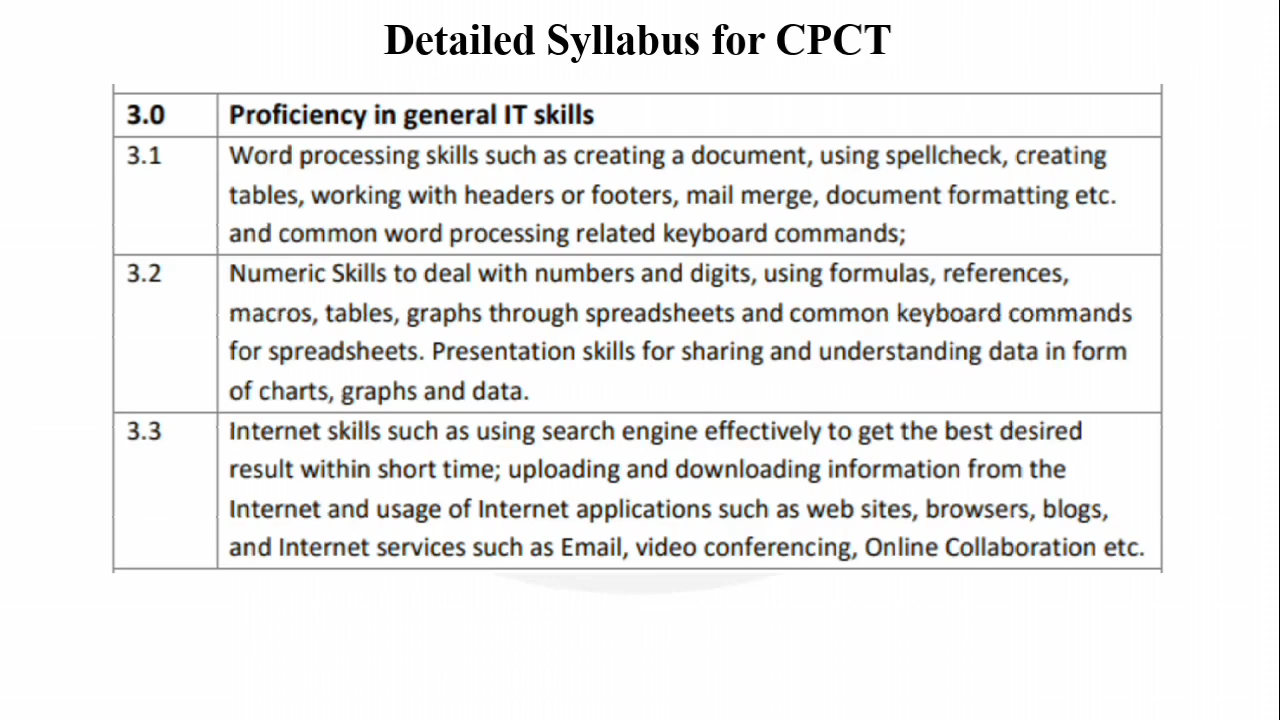 Detailed Syllabus for CPCT
3.0 Proficiency in general IT skills
3.1 Word processing skills such as creating a document, using spellcheck, creating
tables, working with headers or footers, mail merge, document formatting etc.
and common word processing related keyboard commands;
3.2 Numeric Skills to deal with numbers and digits, using formulas, references,
macros, tables, graphs through spreadsheets and common keyboard commands
for spreadsheets. Presentation skills for sharing and understanding data in form
of charts, graphs and data.
3.3 Internet skills such as using search engine effectively to get the best desired
result within short time; uploading and downloading information from the
Internet and usage of Internet applications such as web sites, browsers, blogs,
and Internet services such as Email, video conferencing, Online Collaboration etc.